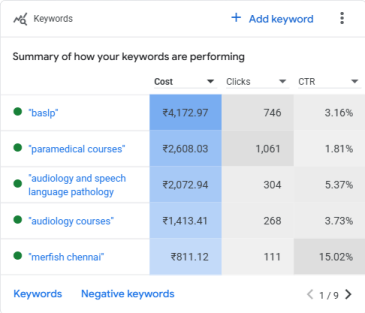 Keywords
+ Add keyword
Summary of how your keywords are performing
Cost Clicks CTR
"baslp" ₹4,172.97 746 3.16%
"paramedical courses" ₹2,608.03 1,061 1.81%
"audiology and speech
language pathology ₹2,072.94 304 5.37%
"audiology courses" ₹1,413.41 268 3.73%
"merfish chennai" ₹811.12 111 15.02%
Keywords Negative keywords < 1 / 9 >